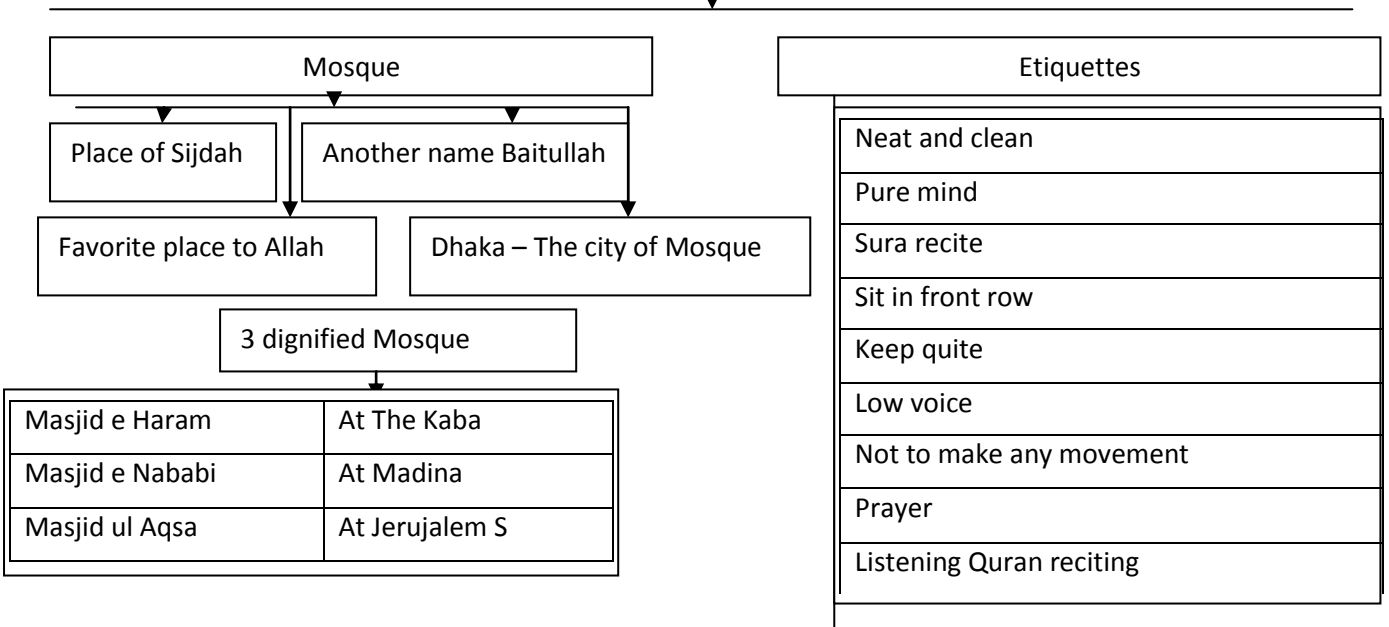 Mosque
Place of Sijdah
Another name Baitullah
Favorite place to Allah
Dhaka – The city of Mosque
3 dignified Mosque
Masjid e Haram
At The Kaba
Masjid e Nababi
At Madina
Masjid ul Aqsa
At Jerujalem S
Etiquettes
Neat and clean
Pure mind
Sura recite
Sit in front row
Keep quite
Low voice
Not to make any movement
Prayer
Listening Quran reciting